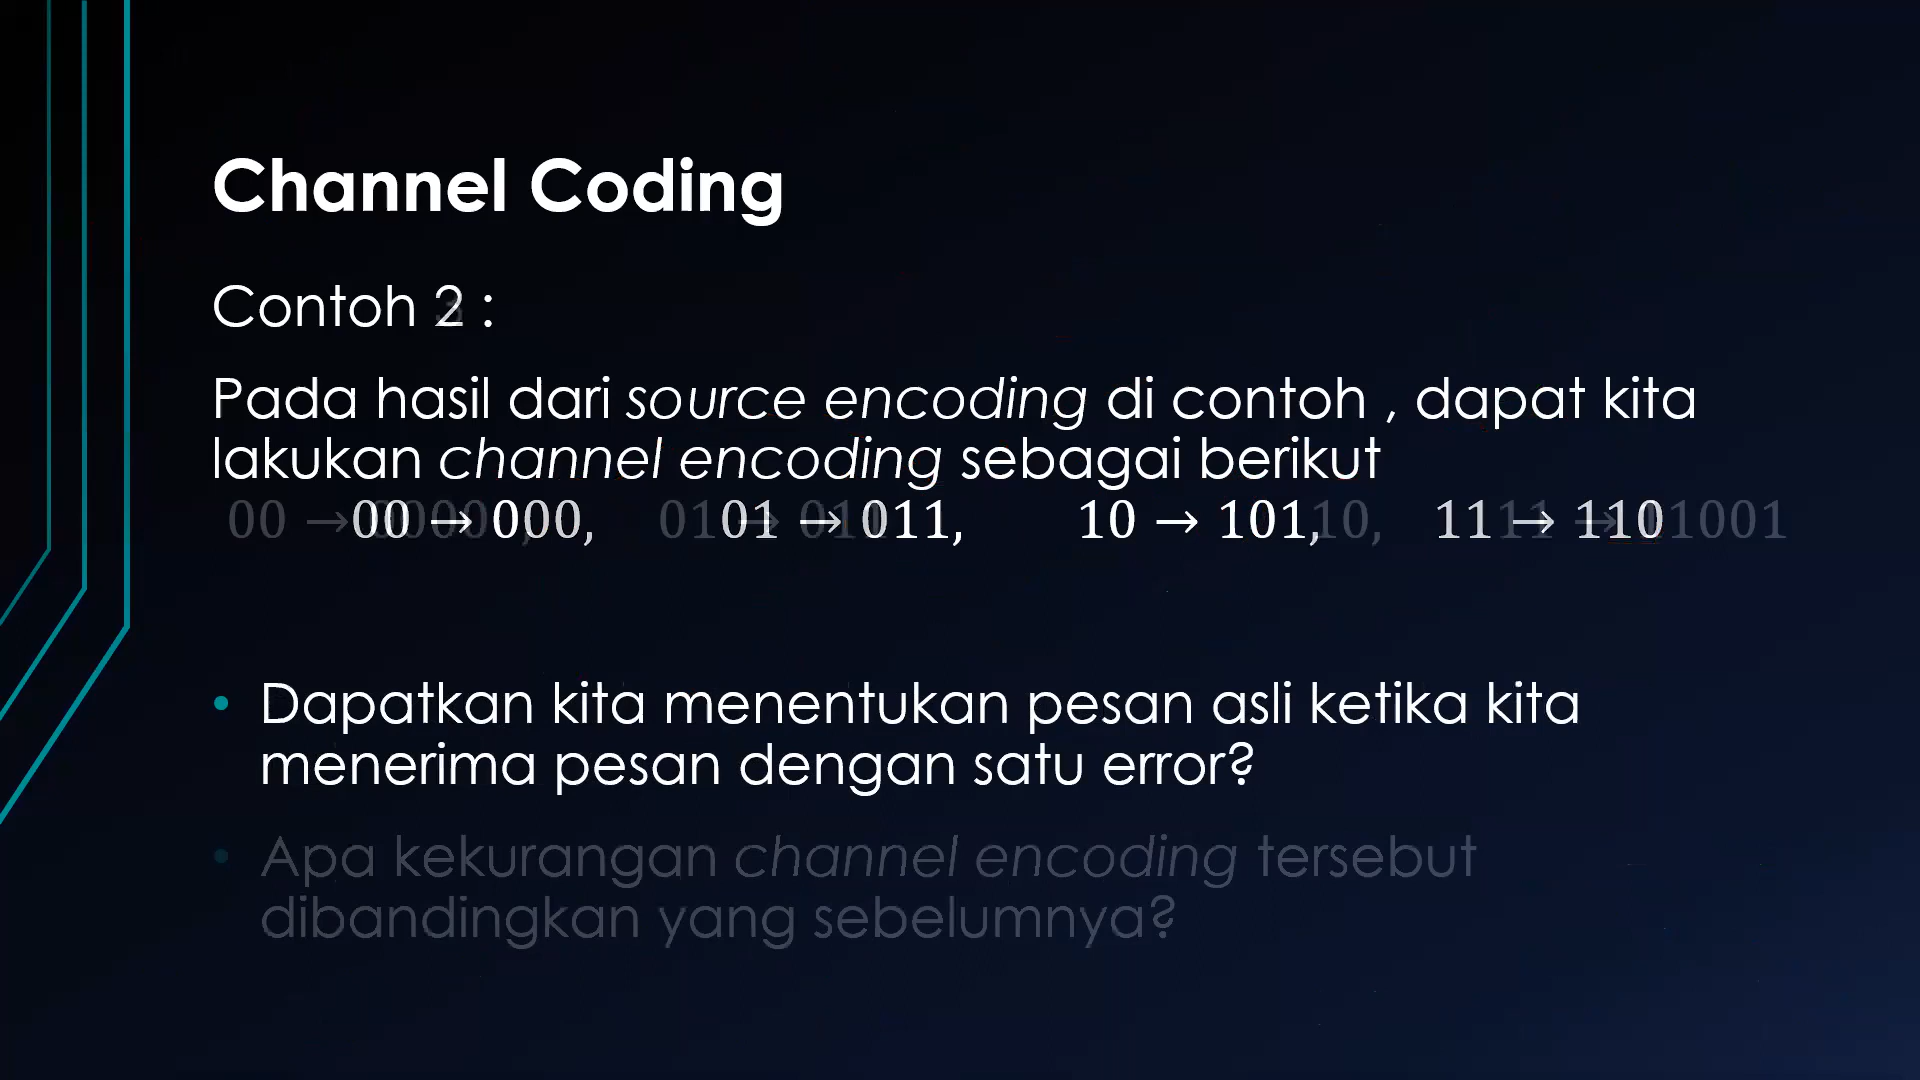 Channel Coding
Contoh 2 :
Pada hasil dari source encoding di contoh , dapat kita
lakukan channel encoding sebagai berikut
00 → 000, 01 → 011, 10 → 101, 11 → 110
• Dapatkan kita menentukan pesan asli ketika kita
menerima pesan dengan satu error?
• Apa kekurangan channel encoding tersebut
dibandingkan yang sebelumnya?